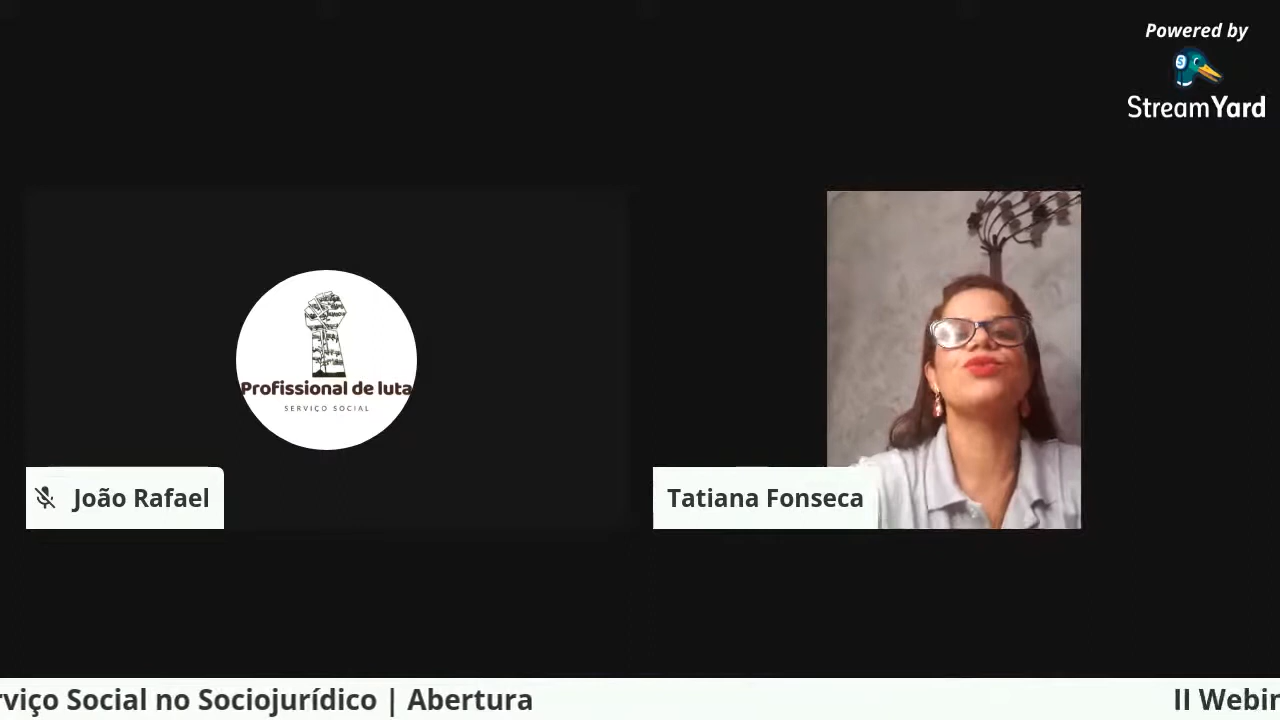 Powered by
StreamYard
Profissional de luta
SERVIÇO SOCIAL
João Rafael
Tatiana Fonseca
rviço Social no Sociojurídico | Abertura
II Webir